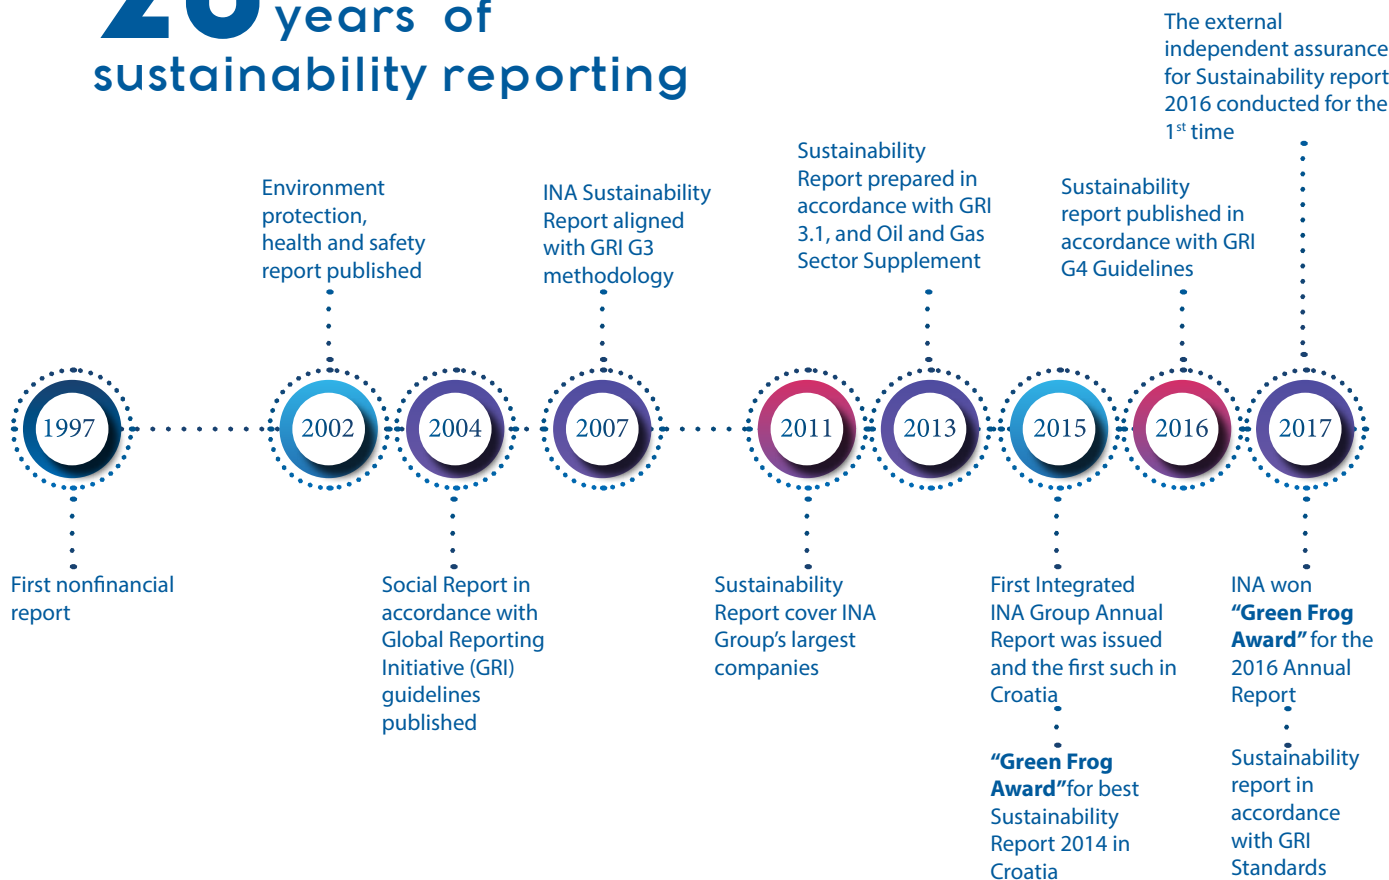 years of
sustainability reporting
1997
First nonfinancial
report
Environment
protection,
health and safety
report published
2002
2004
Social Report in
accordance with
Global Reporting
Initiative (GRI)
guidelines
published
INA Sustainability
Report aligned
with GRI G3
methodology
2007
2011
Sustainability
Report cover INA
Group’s largest
companies
Sustainability
Report prepared in
accordance with GRI
3.1, and Oil and Gas
Sector Supplement
2013
2015
First Integrated
INA Group Annual
Report was issued
and the first such in
Croatia
“Green Frog
Award”for best
Sustainability
Report 2014 in
Croatia
Sustainability
report published in
accordance with GRI
G4 Guidelines
2016
The external
independent assurance
for Sustainability report
2016 conducted for the
1st time
2017
INA won
“Green Frog
Award” for the
2016 Annual
Report
Sustainability
report in
accordance
with GRI
Standards